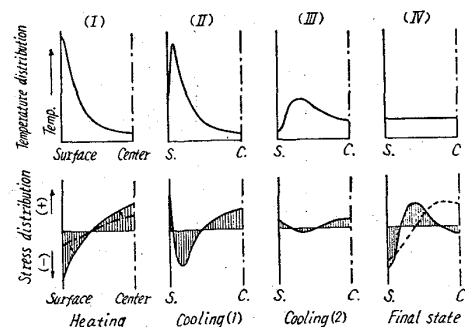 (I) (II) (III) (IV)
Temperature distribution
Temp.
Surface Center S. C. S. C. S. C.
Stress distribution
(+)
(−)
Surface Center S. C. S. C. S. C.
Heating Cooling(1) Cooling(2) Final state